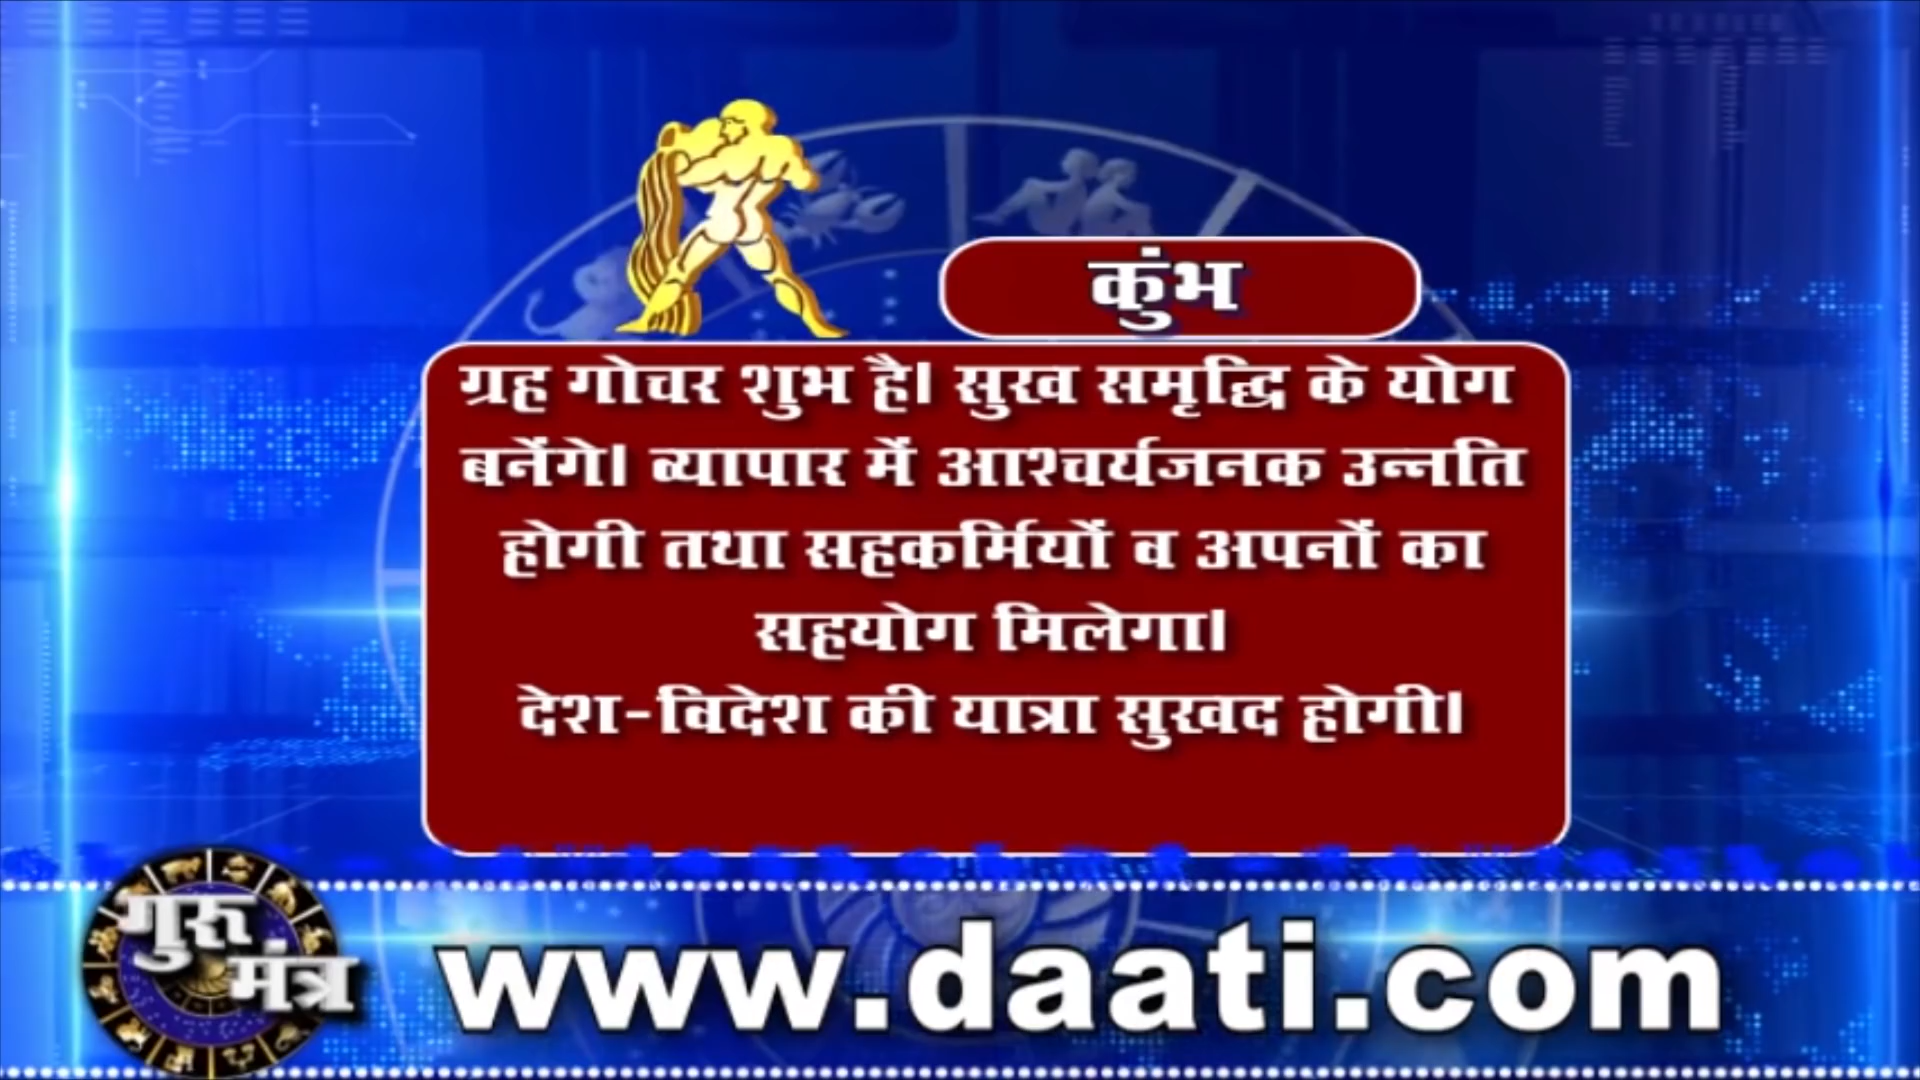 कुंभ
ग्रह गोचर शुभ है। सुख समृद्धि के योग
बनेंगे। व्यापार में आश्चर्यजनक उन्नति
होगी तथा सहकर्मियों व अपनों का
सहयोग मिलेगा।
देश-विदेश की यात्रा सुखद होगी।
गुरू
मंत्र
www.daati.com